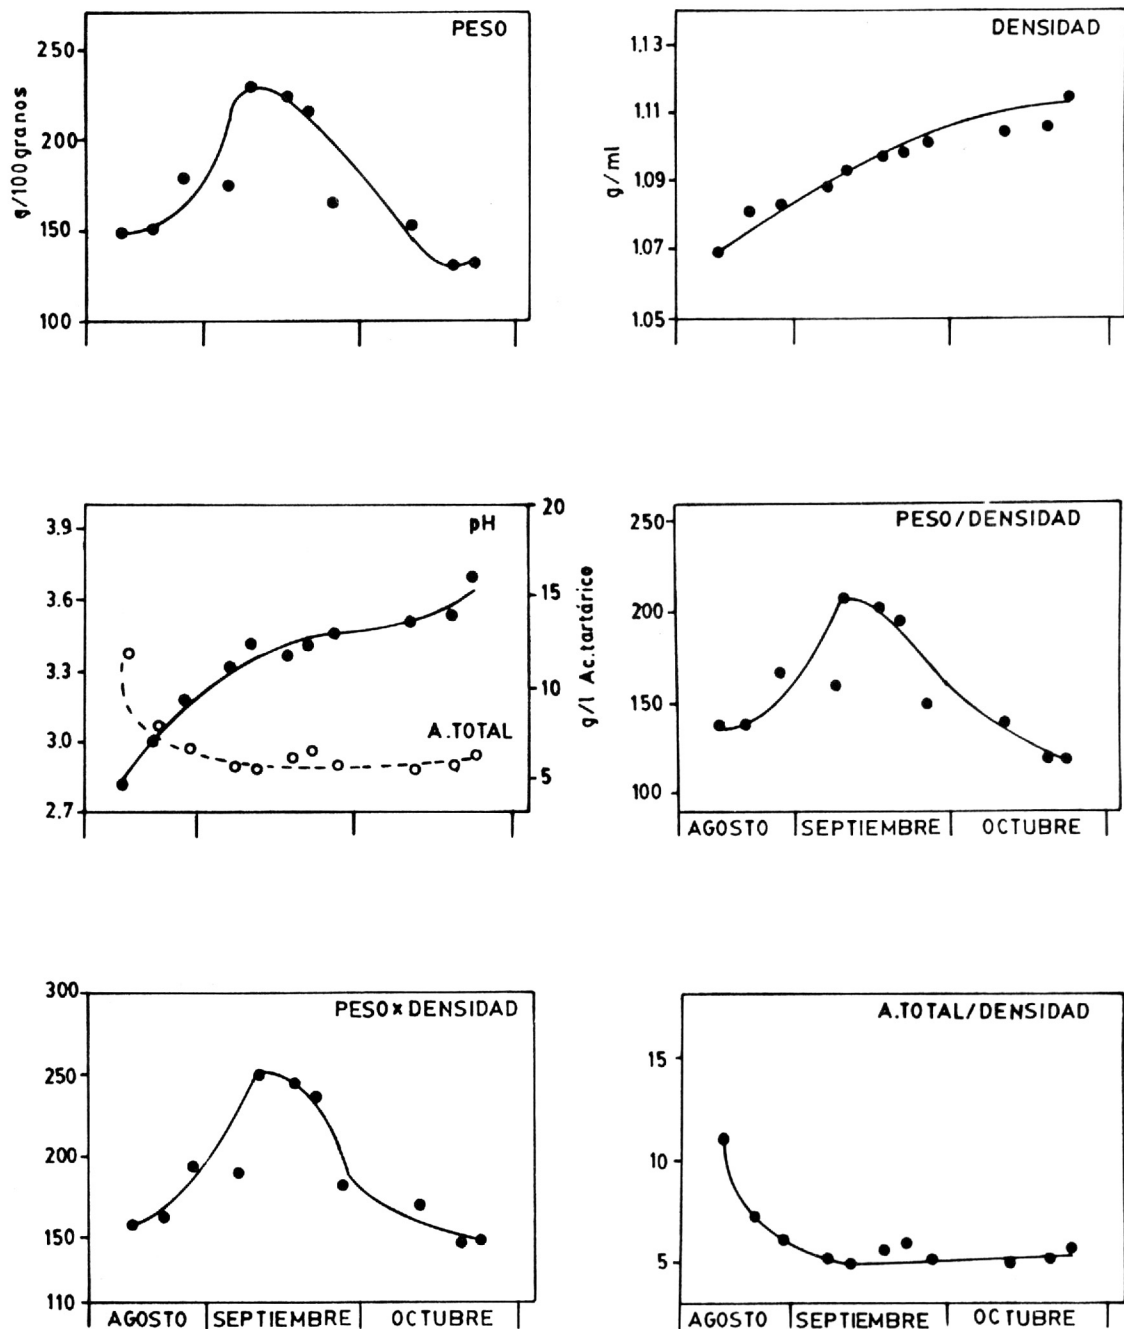 PESO
250
200
150
100
g/100 granos
DENSIDAD
1.13
1.11
1.09
1.07
1.05
g/ml
pH
3.9
3.6
3.3
3.0
2.7
20
15
10
5
g/l Ac.tartárico
A.TOTAL
PESO/DENSIDAD
250
200
150
100
AGOSTO SEPTIEMBRE OCTUBRE
PESOxDENSIDAD
300
250
200
150
110
AGOSTO SEPTIEMBRE OCTUBRE
A.TOTAL/DENSIDAD
15
10
5
AGOSTO SEPTIEMBRE OCTUBRE